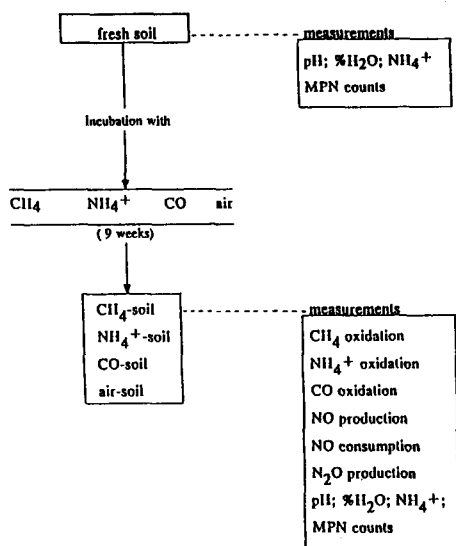 fresh soil
measurements
pH; %H₂O; NH₄⁺
MPN counts
Incubation with
CH₄ NH₄⁺ CO air
( 9 weeks)
CH₄-soil
NH₄⁺-soil
CO-soil
air-soil
measurements
CH₄ oxidation
NH₄⁺ oxidation
CO oxidation
NO production
NO consumption
N₂O production
pH; %H₂O; NH₄⁺;
MPN counts